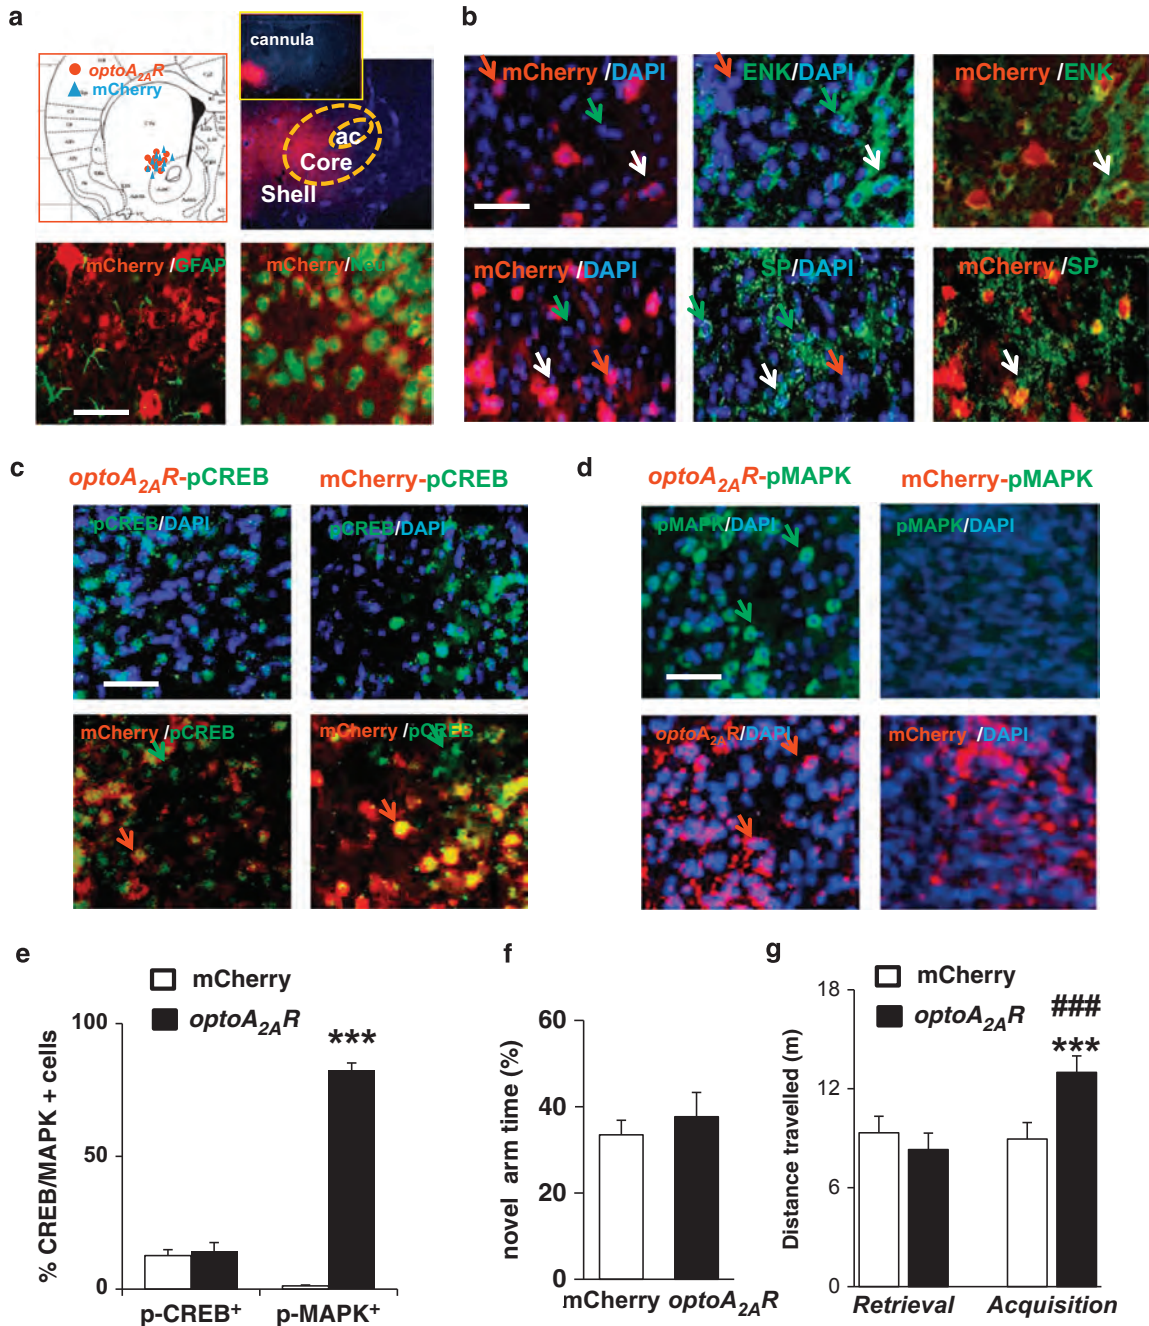 a
optoA2AR
mCherry
cannula
ac
Core
Shell
mCherry /GFAP
mCherry/
b
mCherry /DAPI
ENK/DAPI
mCherry /ENK
mCherry /DAPI
SP/DAPI
mCherry /SP
c
optoA2AR-pCREB
mCherry-pCREB
pCREB/DAPI
pCREB/DAPI
mCherry /pCREB
mCherry /pCREB
d
optoA2AR-pMAPK
mCherry-pMAPK
pMAPK/DAPI
pMAPK/DAPI
optoA2AR/DAPI
mCherry /DAPI
e
mCherry
optoA2AR
% CREB/MAPK + cells
100
50
0
***
p-CREB+
p-MAPK+
f
novel arm time (%)
60
40
20
0
mCherry optoA2AR
g
mCherry
optoA2AR
Distance travelled (m)
18
12
6
0
###
***
Retrieval
Acquisition